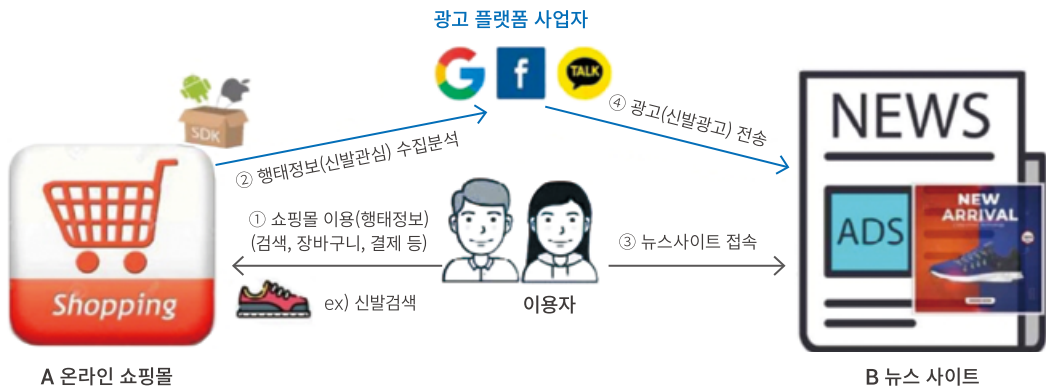 광고 플랫폼 사업자
G
f
TALK
SDK
② 행태정보(신발관심) 수집분석
④ 광고(신발광고) 전송
① 쇼핑몰 이용(행태정보)
(검색, 장바구니, 결제 등)
③ 뉴스사이트 접속
ex) 신발검색
이용자
Shopping
A 온라인 쇼핑몰
NEWS
ADS
NEW
ARRIVAL
B 뉴스 사이트